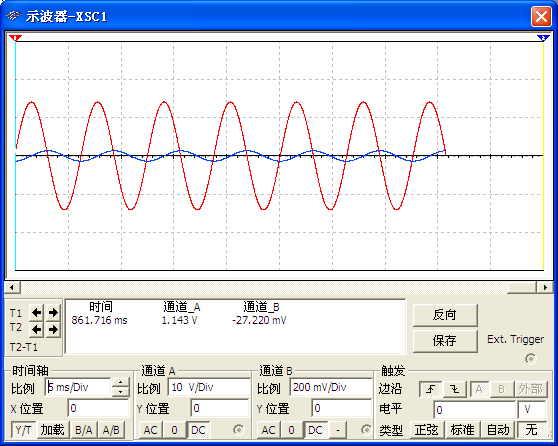 示波器-XSC1
1
2
时间 通道_A 通道_B
T1 861.716 ms 1.143 V -27.220 mV
T2
T2-T1
反向
保存
Ext. Trigger
时间轴 通道 A 通道 B 触发
比例 5 ms/Div 比例 10 V/Div 比例 200 mV/Div 边沿 A B 外部
X 位置 0 Y 位置 0 Y 位置 0 电平 0 V
Y/T 加载 B/A A/B AC 0 DC AC 0 DC - 类型 正弦 标准 自动 无